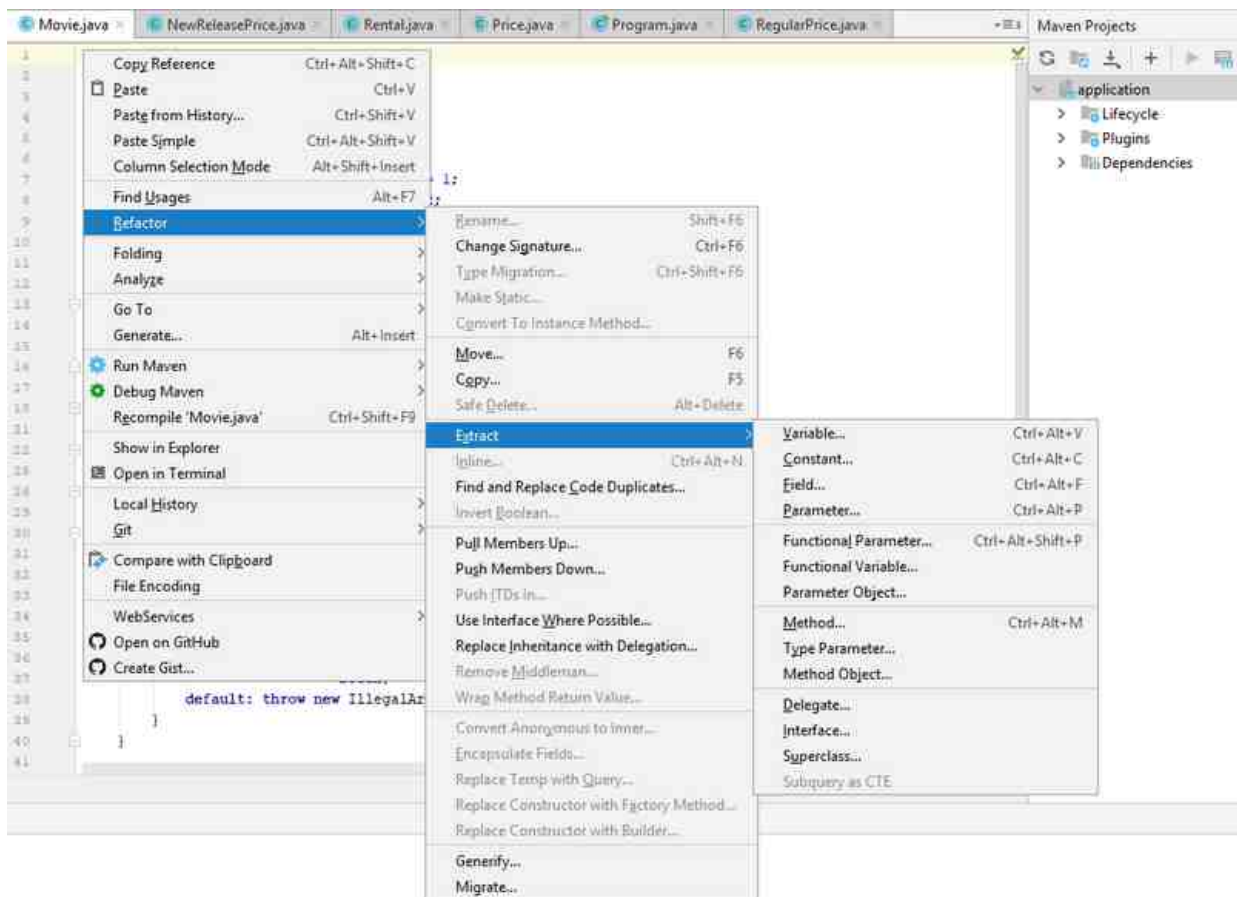 Movie.java NewReleasePrice.java Rental.java Price.java Program.java RegularPrice.java
Maven Projects
application
Lifecycle
Plugins
Dependencies
Copy Reference Ctrl+Alt+Shift+C
Paste Ctrl+V
Paste from History... Ctrl+Shift+V
Paste Simple Ctrl+Alt+Shift+V
Column Selection Mode Alt+Shift+Insert
Find Usages Alt+F7
Refactor
Folding
Analyze
Go To
Generate... Alt+Insert
Run Maven
Debug Maven
Recompile 'Movie.java' Ctrl+Shift+F9
Show in Explorer
Open in Terminal
Local History
Git
Compare with Clipboard
File Encoding
WebServices
Open on GitHub
Create Gist...
1;
default: throw new IllegalAr
}
}
Rename... Shift+F6
Change Signature... Ctrl+F6
Type Migration... Ctrl+Shift+F6
Make Static...
Convert To Instance Method...
Move... F6
Copy... F5
Safe Delete... Alt+Delete
Extract
Inline... Ctrl+Alt+N
Find and Replace Code Duplicates...
Invert Boolean...
Pull Members Up...
Push Members Down...
Push ITDs In...
Use Interface Where Possible...
Replace Inheritance with Delegation...
Remove Middleman...
Wrap Method Return Value...
Convert Anonymous to Inner...
Encapsulate Fields...
Replace Temp with Query...
Replace Constructor with Factory Method...
Replace Constructor with Builder...
Generify...
Migrate...
Variable... Ctrl+Alt+V
Constant... Ctrl+Alt+C
Field... Ctrl+Alt+F
Parameter... Ctrl+Alt+P
Functional Parameter... Ctrl+Alt+Shift+P
Functional Variable...
Parameter Object...
Method... Ctrl+Alt+M
Type Parameter...
Method Object...
Delegate...
Interface...
Superclass...
Subquery as CTE